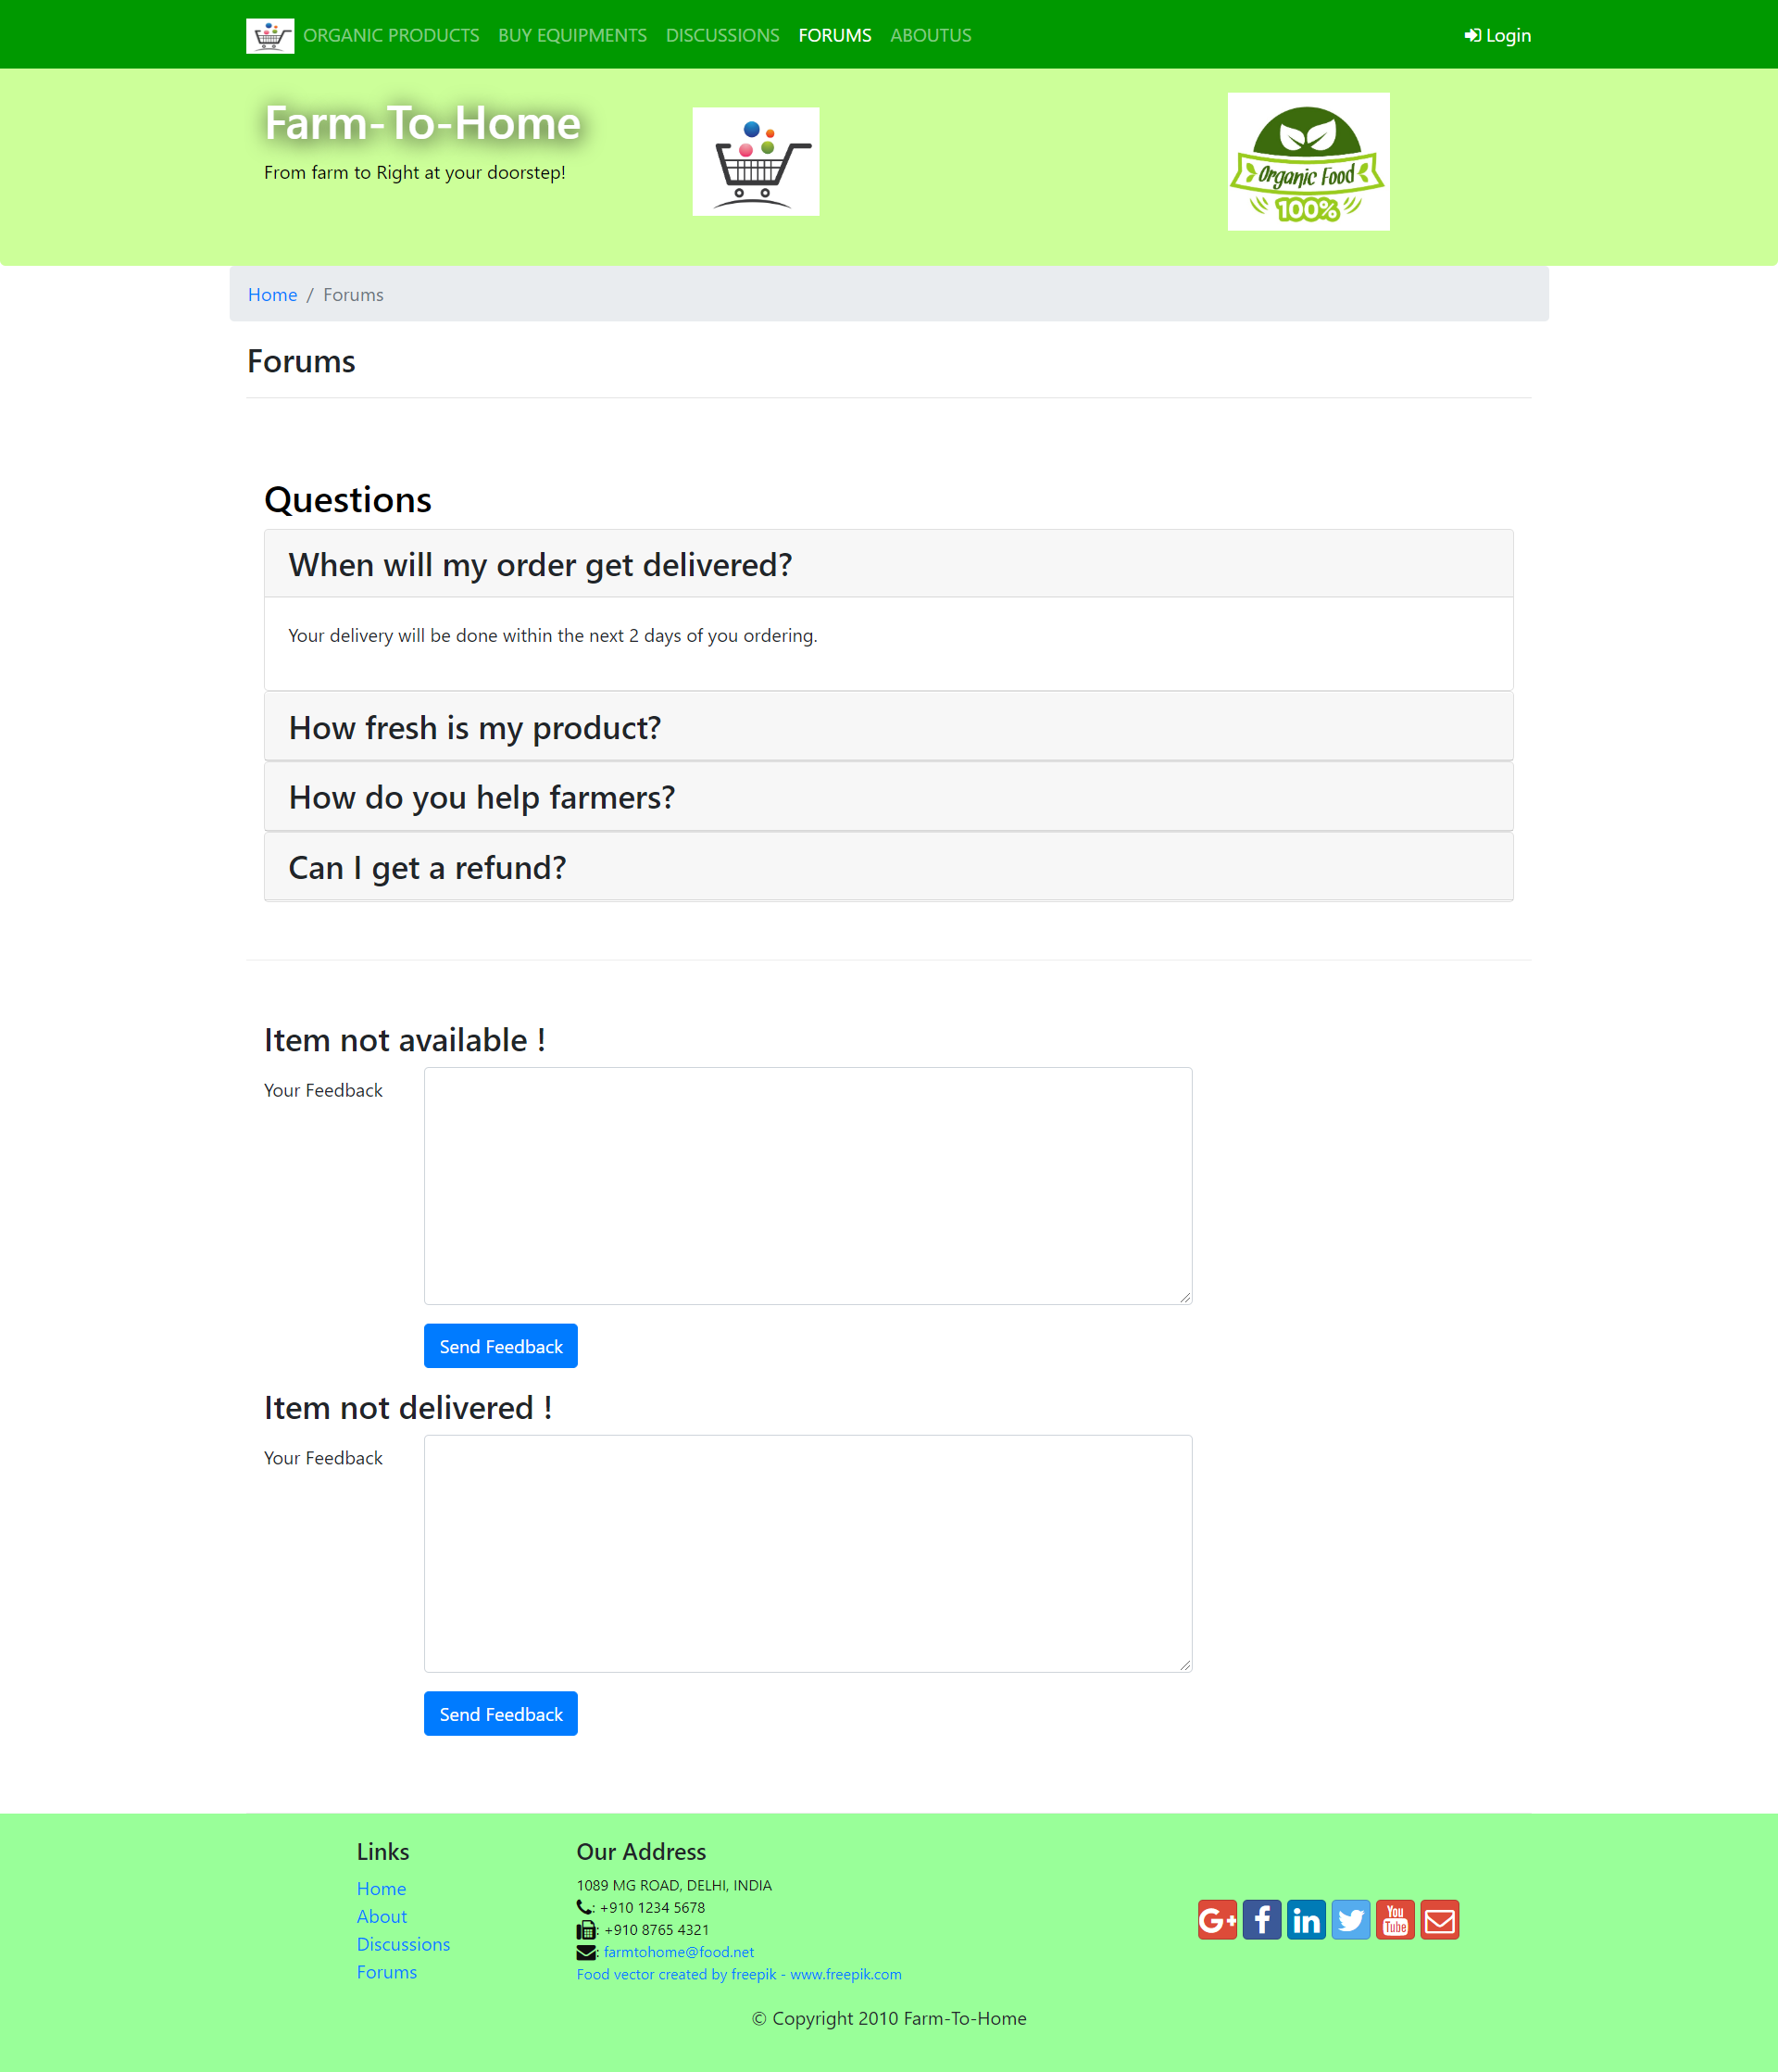 ORGANIC PRODUCTS BUY EQUIPMENTS DISCUSSIONS FORUMS ABOUTUS Login
Farm-To-Home
From farm to Right at your doorstep!
Organic Food
100%
Home / Forums
Forums
Questions
When will my order get delivered?
Your delivery will be done within the next 2 days of you ordering.
How fresh is my product?
How do you help farmers?
Can I get a refund?
Item not available !
Your Feedback
Send Feedback
Item not delivered !
Your Feedback
Send Feedback
Links
Home
About
Discussions
Forums
Our Address
1089 MG ROAD, DELHI, INDIA
: +910 1234 5678
: +910 8765 4321
: farmtohome@food.net
Food vector created by freepik - www.freepik.com
G+ f in You Tube
© Copyright 2010 Farm-To-Home